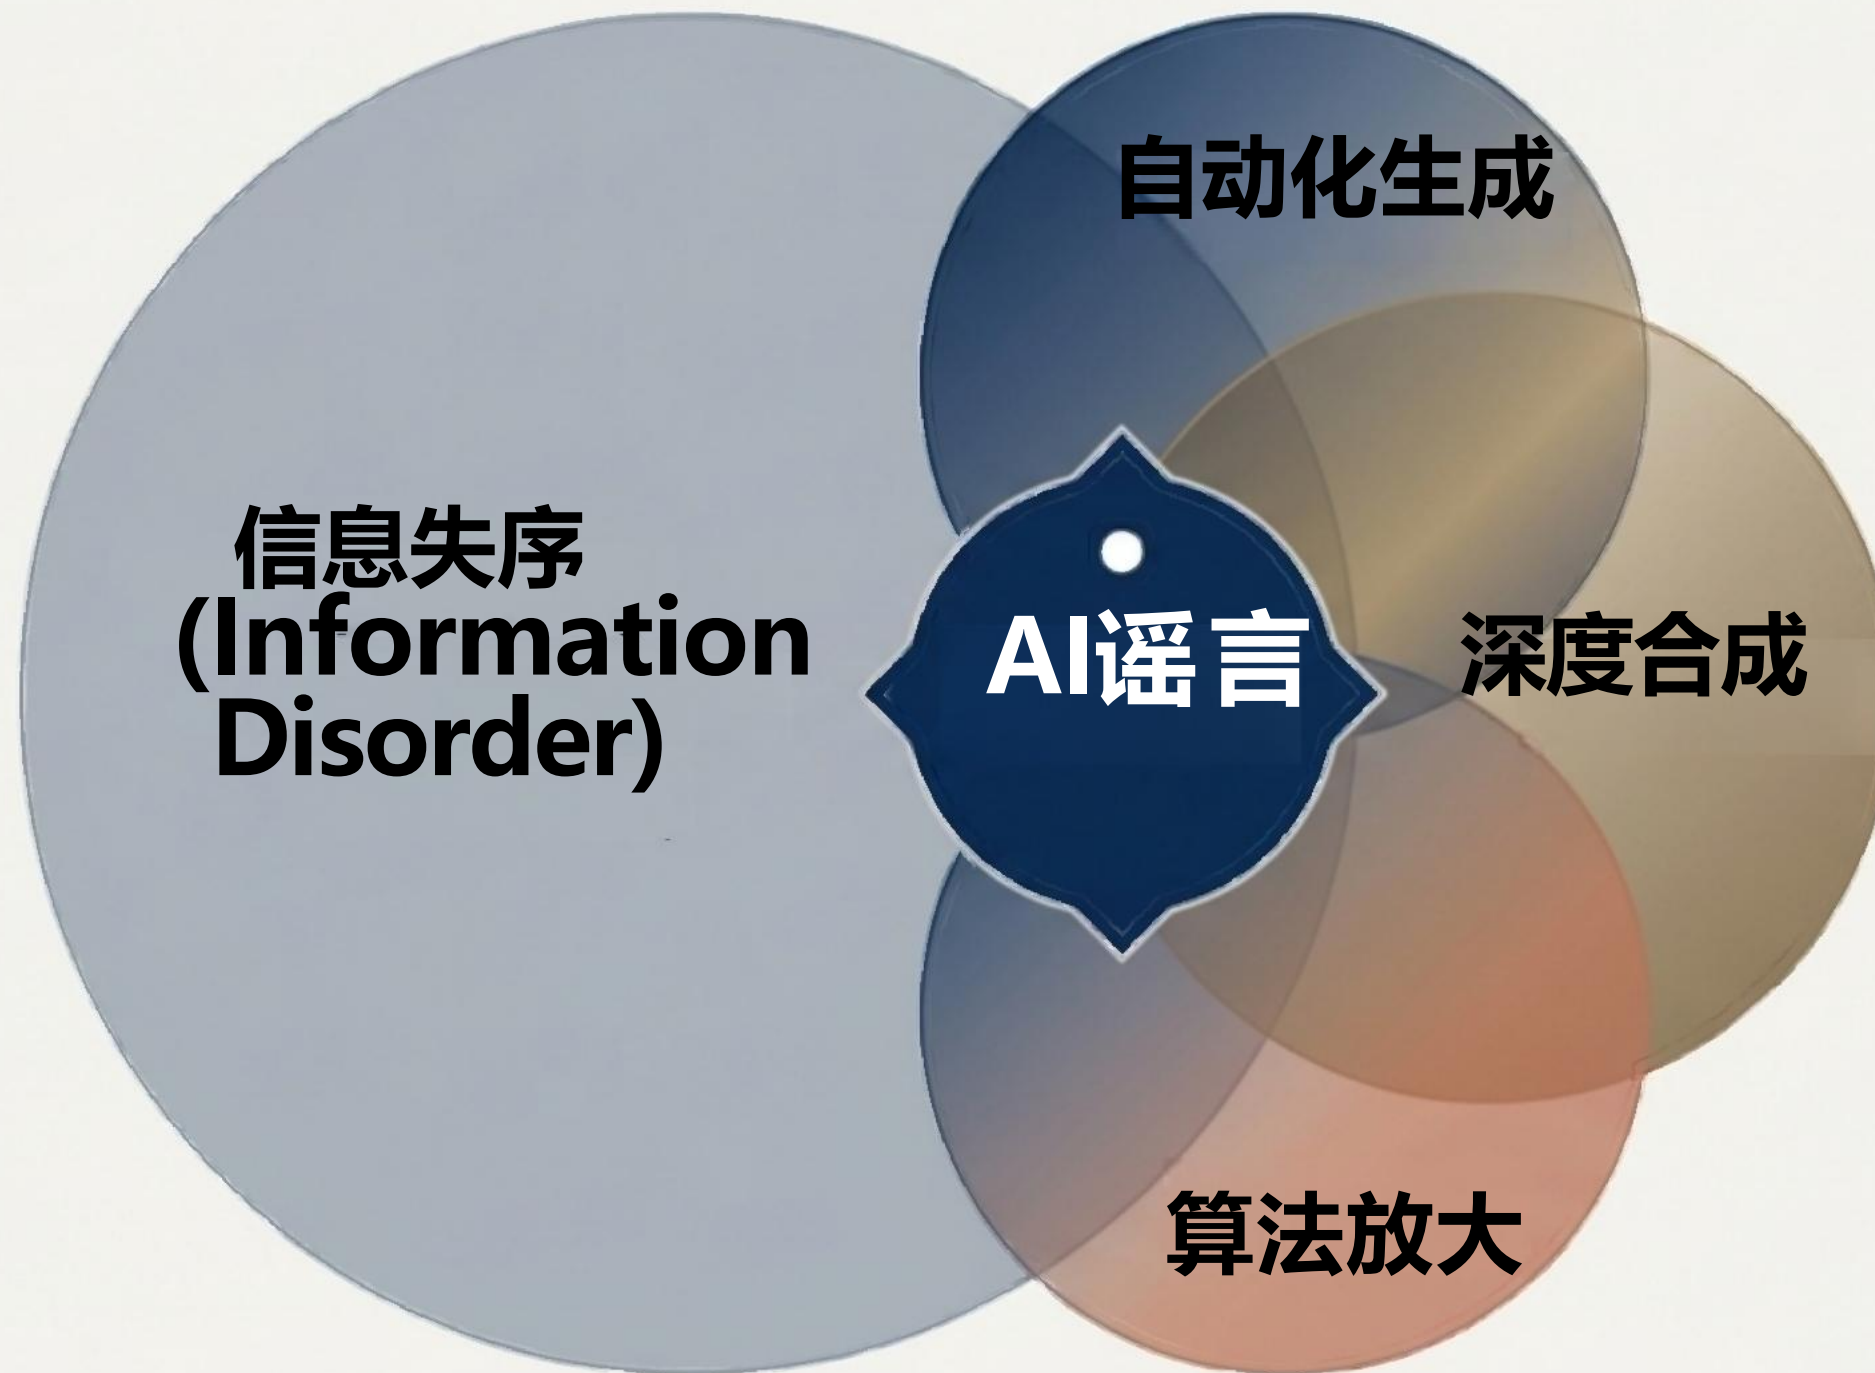 自动化生成
信息失序
(Information
Disorder)
AI谣言
深度合成
算法放大